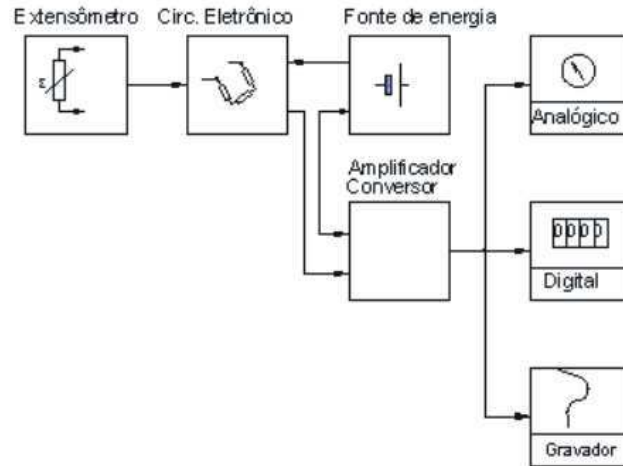 Extensômetro
Circ. Eletrônico
Fonte de energia
ε
Analógico
Amplificador
Conversor
0000
Digital
Gravador